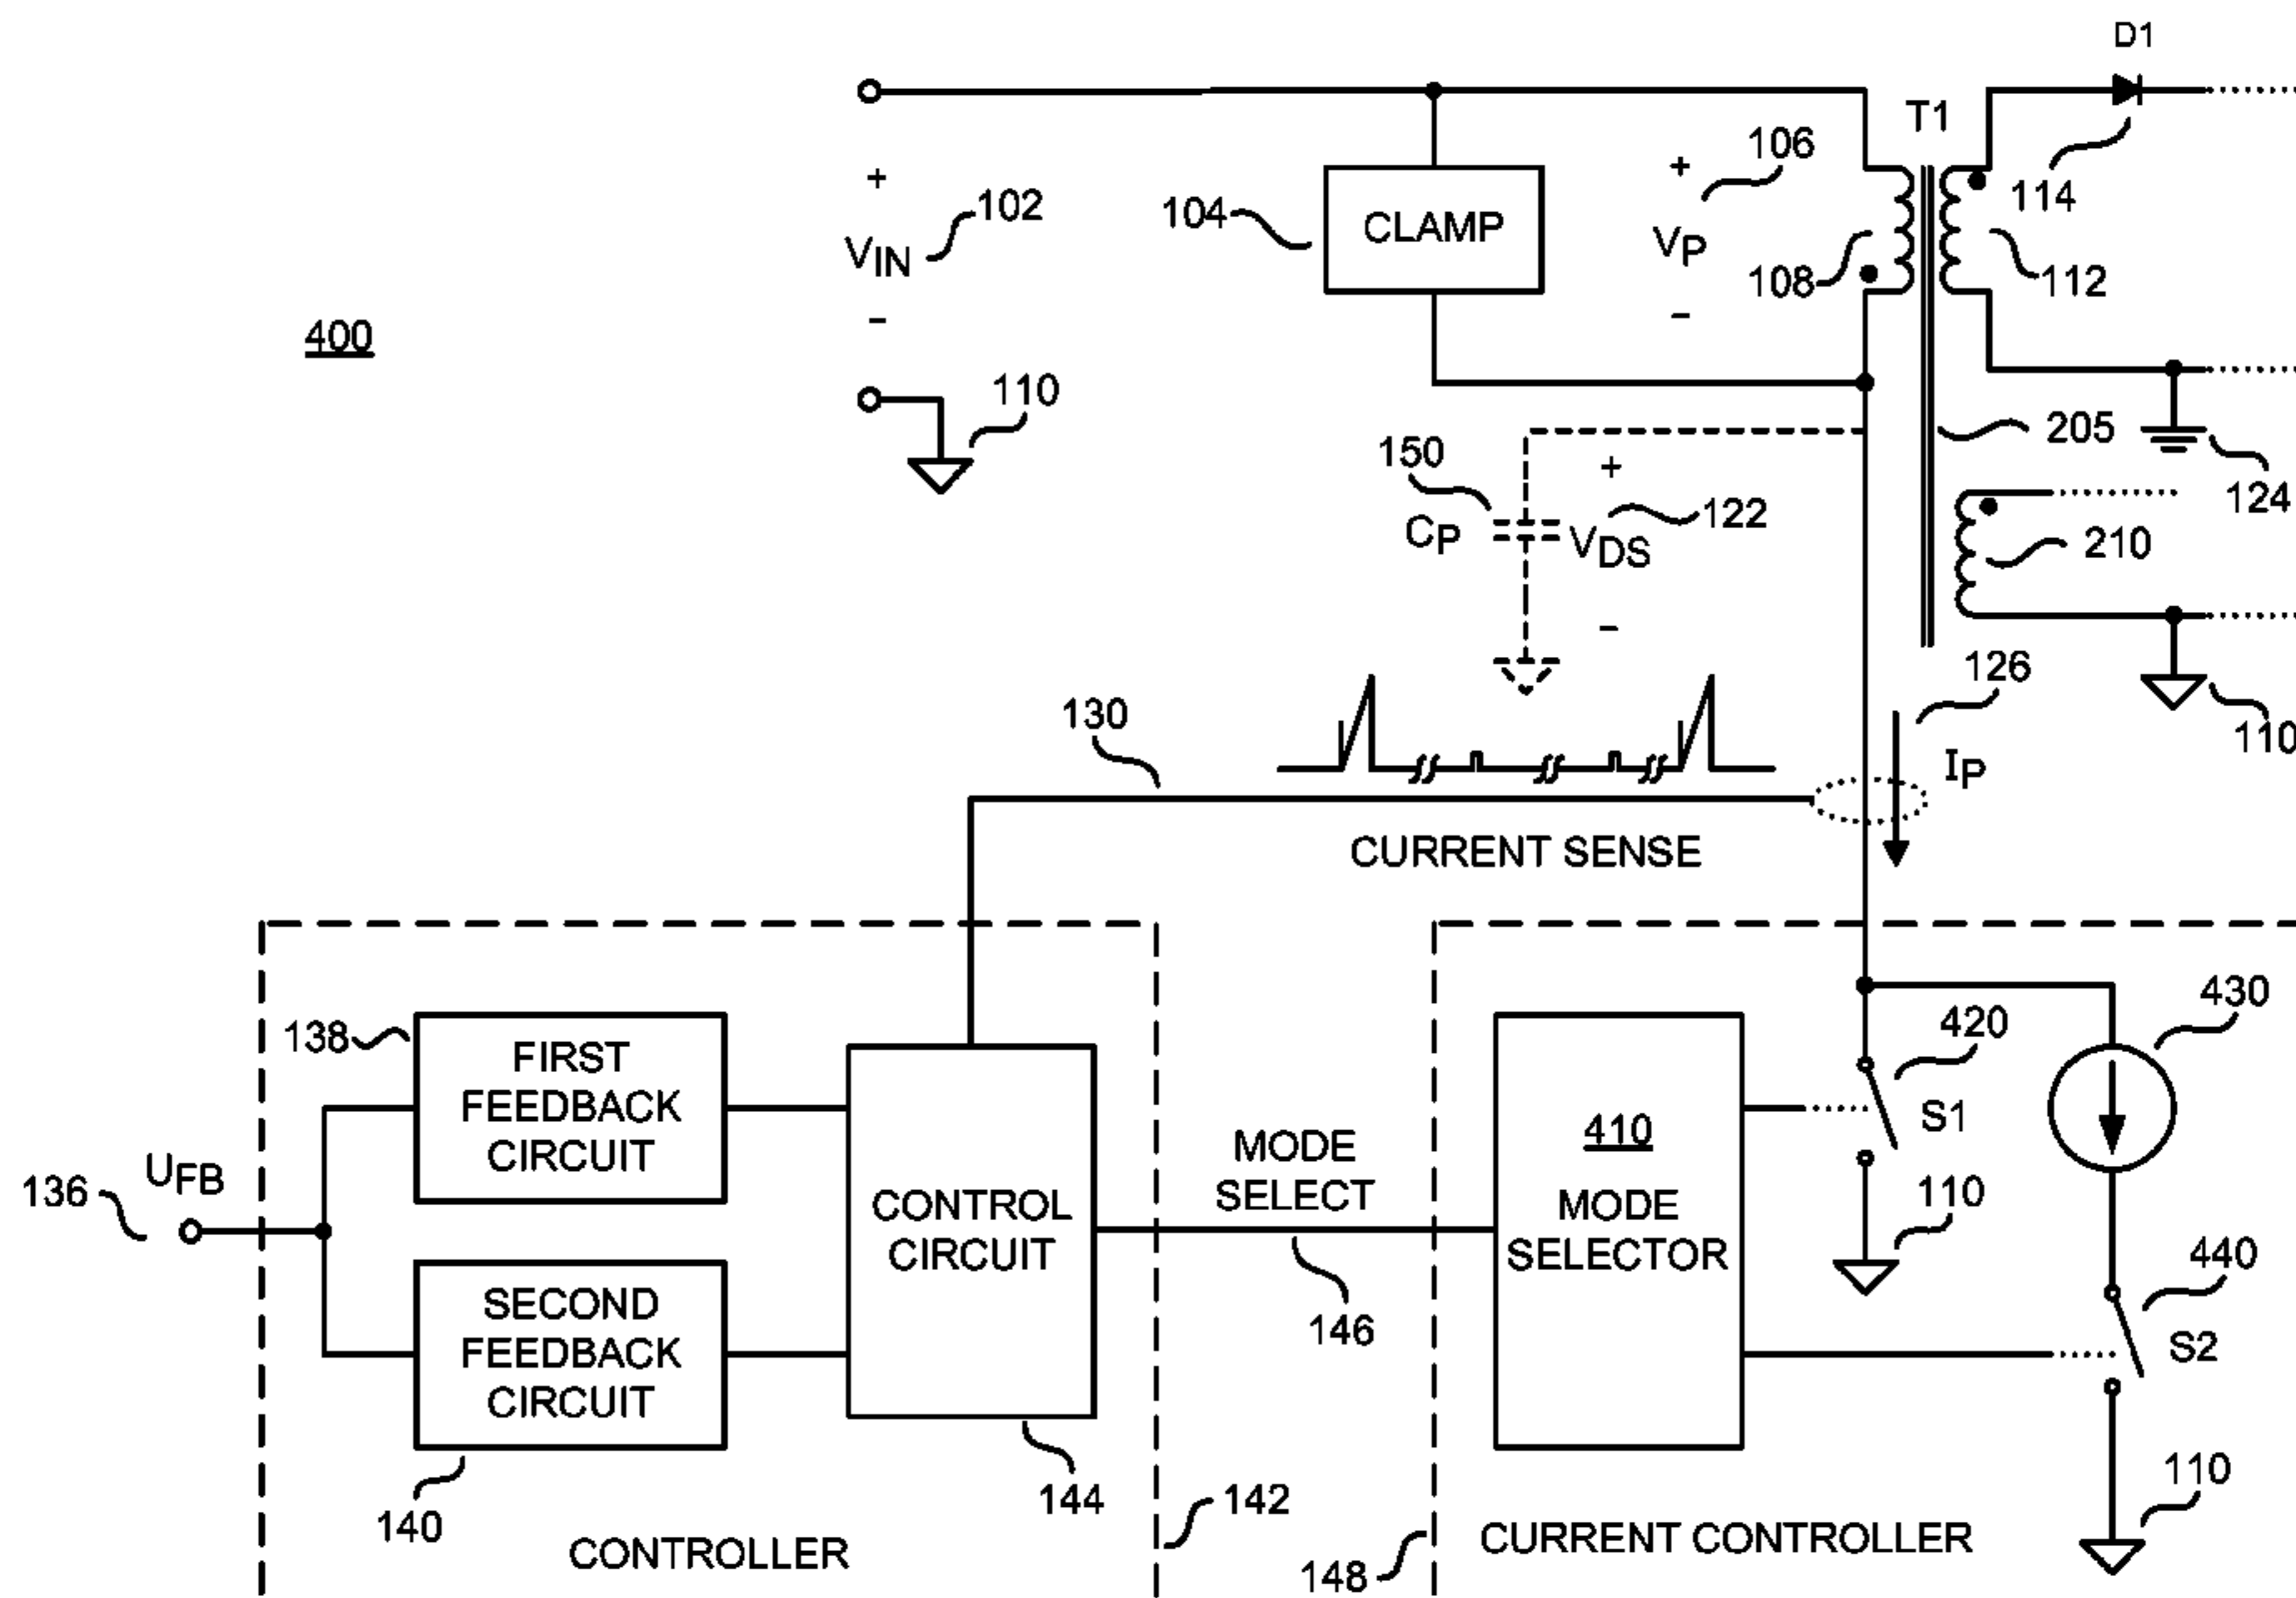 D1
T1
+
106
+
114
102
104
CLAMP
VIN
VP
108
112
-
-
400
110
150
+
205
124
122
CP
VDS
210
-
126
130
110
IP
CURRENT SENSE
430
138
FIRST
FEEDBACK
CIRCUIT
420
S1
410
MODE
SELECT
UFB
136
CONTROL
CIRCUIT
MODE
SELECTOR
110
440
SECOND
FEEDBACK
CIRCUIT
146
S2
140
144
142
110
CONTROLLER
148
CURRENT CONTROLLER